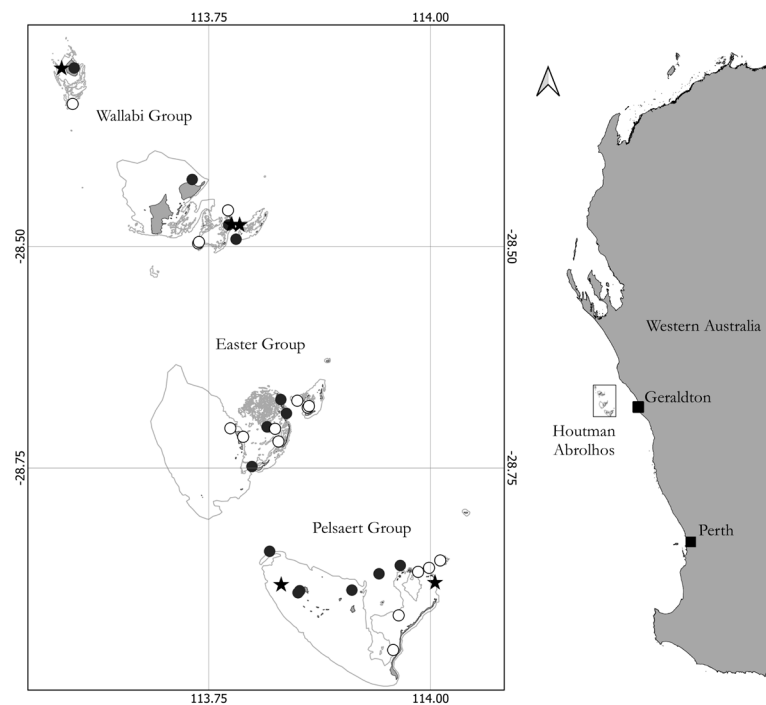 113.75
114.00
Wallabi Group
-28.50
-28.50
Easter Group
-28.75
-28.75
Pelsaert Group
113.75
114.00
Western Australia
Geraldton
Houtman
Abrolhos
Perth